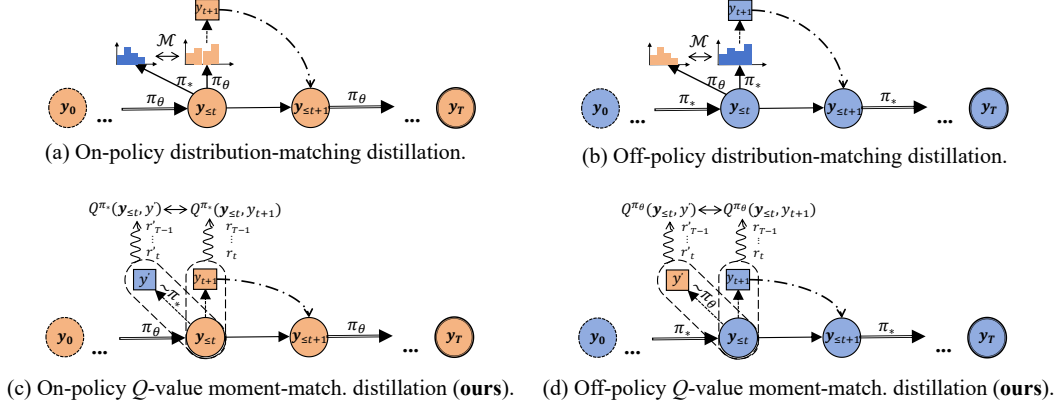 y_{t+1}
ℳ
π_* π_θ
π_θ π_θ
y_0 ... y_{≤t} y_{≤t+1} ... y_T
(a) On-policy distribution-matching distillation.
y_{t+1}
ℳ
π_θ π_*
π_* π_*
y_0 ... y_{≤t} y_{≤t+1} ... y_T
(b) Off-policy distribution-matching distillation.
Q^{π_*}(y_{≤t}, y') ↔ Q^{π_*}(y_{≤t}, y_{t+1})
r'_{T-1} r_{T-1}
⋮ ⋮
r'_t r_t
y' y_{t+1}
~π_*
π_θ π_θ
y_0 ... y_{≤t} y_{≤t+1} ... y_T
(c) On-policy Q-value moment-match. distillation (ours).
Q^{π_θ}(y_{≤t}, y') ↔ Q^{π_θ}(y_{≤t}, y_{t+1})
r'_{T-1} r_{T-1}
⋮ ⋮
r'_t r_t
y' y_{t+1}
~π_θ
π_* π_*
y_0 ... y_{≤t} y_{≤t+1} ... y_T
(d) Off-policy Q-value moment-match. distillation (ours).